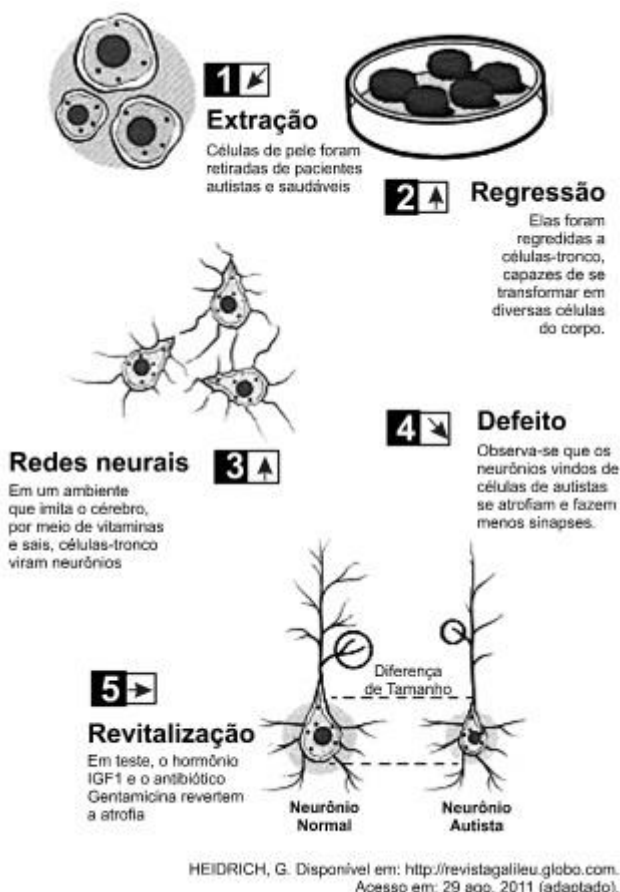 1
Extração
Células de pele foram
retiradas de pacientes
autistas e saudáveis
2
Regressão
Elas foram
regredidas a
células-tronco,
capazes de se
transformar em
diversas células
do corpo.
Redes neurais
3
Em um ambiente
que imita o cérebro,
por meio de vitaminas
e sais, células-tronco
viram neurônios
4
Defeito
Observa-se que os
neurônios vindos de
células de autistas
se atrofiam e fazem
menos sinapses.
5
Revitalização
Em teste, o hormônio
IGF1 e o antibiótico
Gentamicina revertem
a atrofia
Diferença
de Tamanho
Neurônio
Normal
Neurônio
Autista
HEIDRICH, G. Disponível em: http://revistagalileu.globo.com.
Acesso em: 29 ago. 2011 (adaptado).